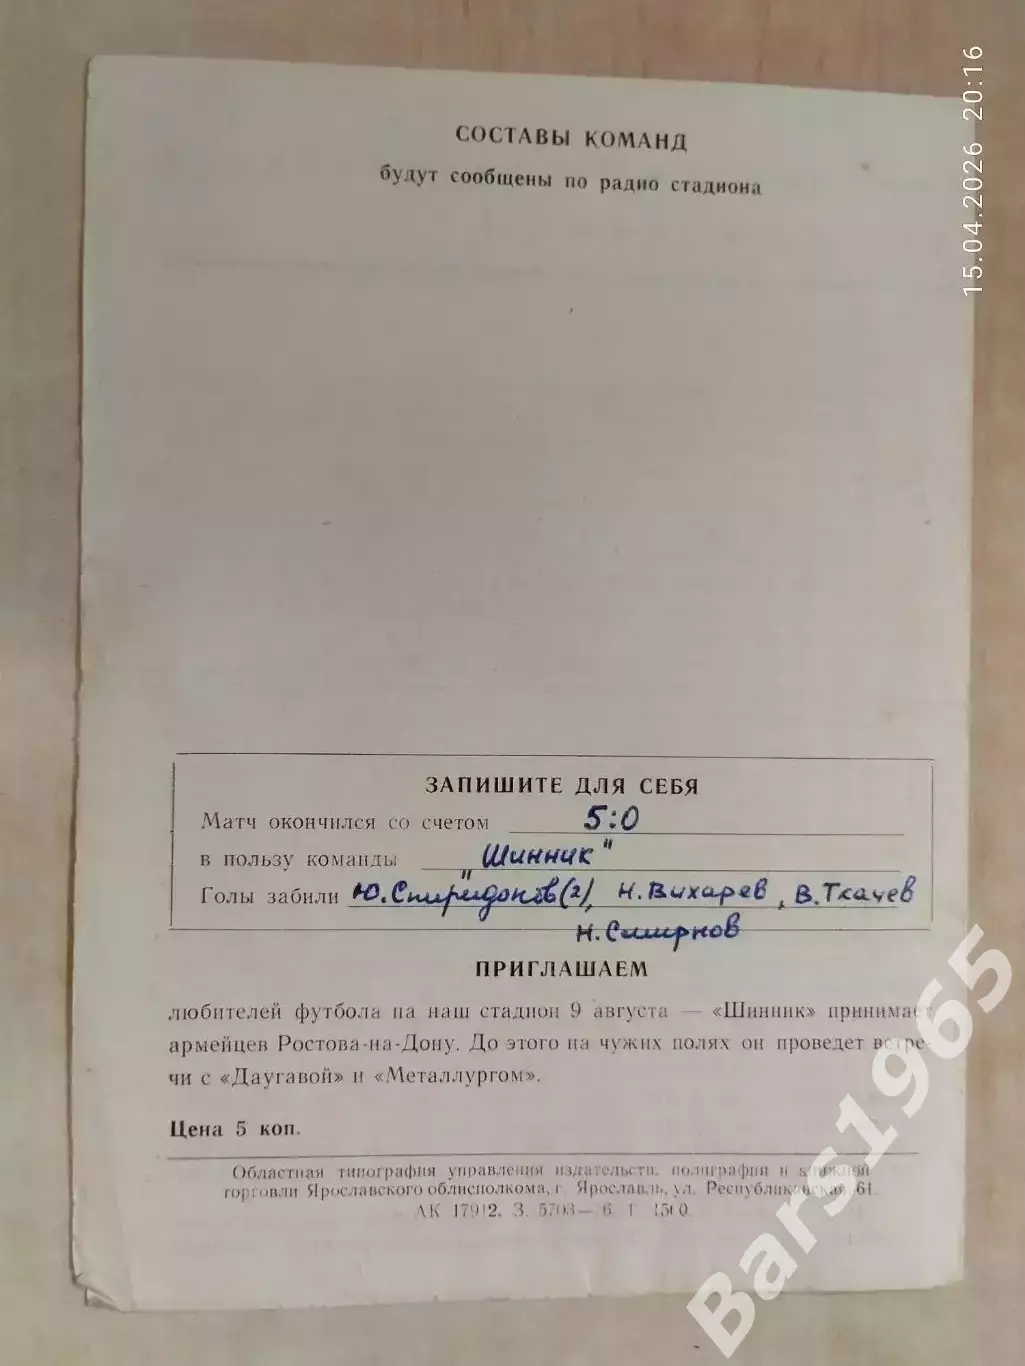 СОСТАВЫ КОМАНД
будут сообщены по радио стадиона
ЗАПИШИТЕ ДЛЯ СЕБЯ
Матч окончился со счетом 5:0
в пользу команды "Шинник"
Голы забили Ю. Спиридонов (2), Н. Вихарев, В. Ткачев
Н. Смирнов
ПРИГЛАШАЕМ
любителей футбола на наш стадион 9 августа — «Шинник» принимает
армейцев Ростова-на-Дону. До этого на чужих полях он проведет встре-
чи с «Даугавой» и «Металлургом».
Цена 5 коп.
Областная типография управления издательств, полиграфии и книжной
торговли Ярославского облисполкома, г. Ярославль, ул. Республиканская 61.
АК 17912. З. 5703—
15.04.2026 20:16
Bars1965